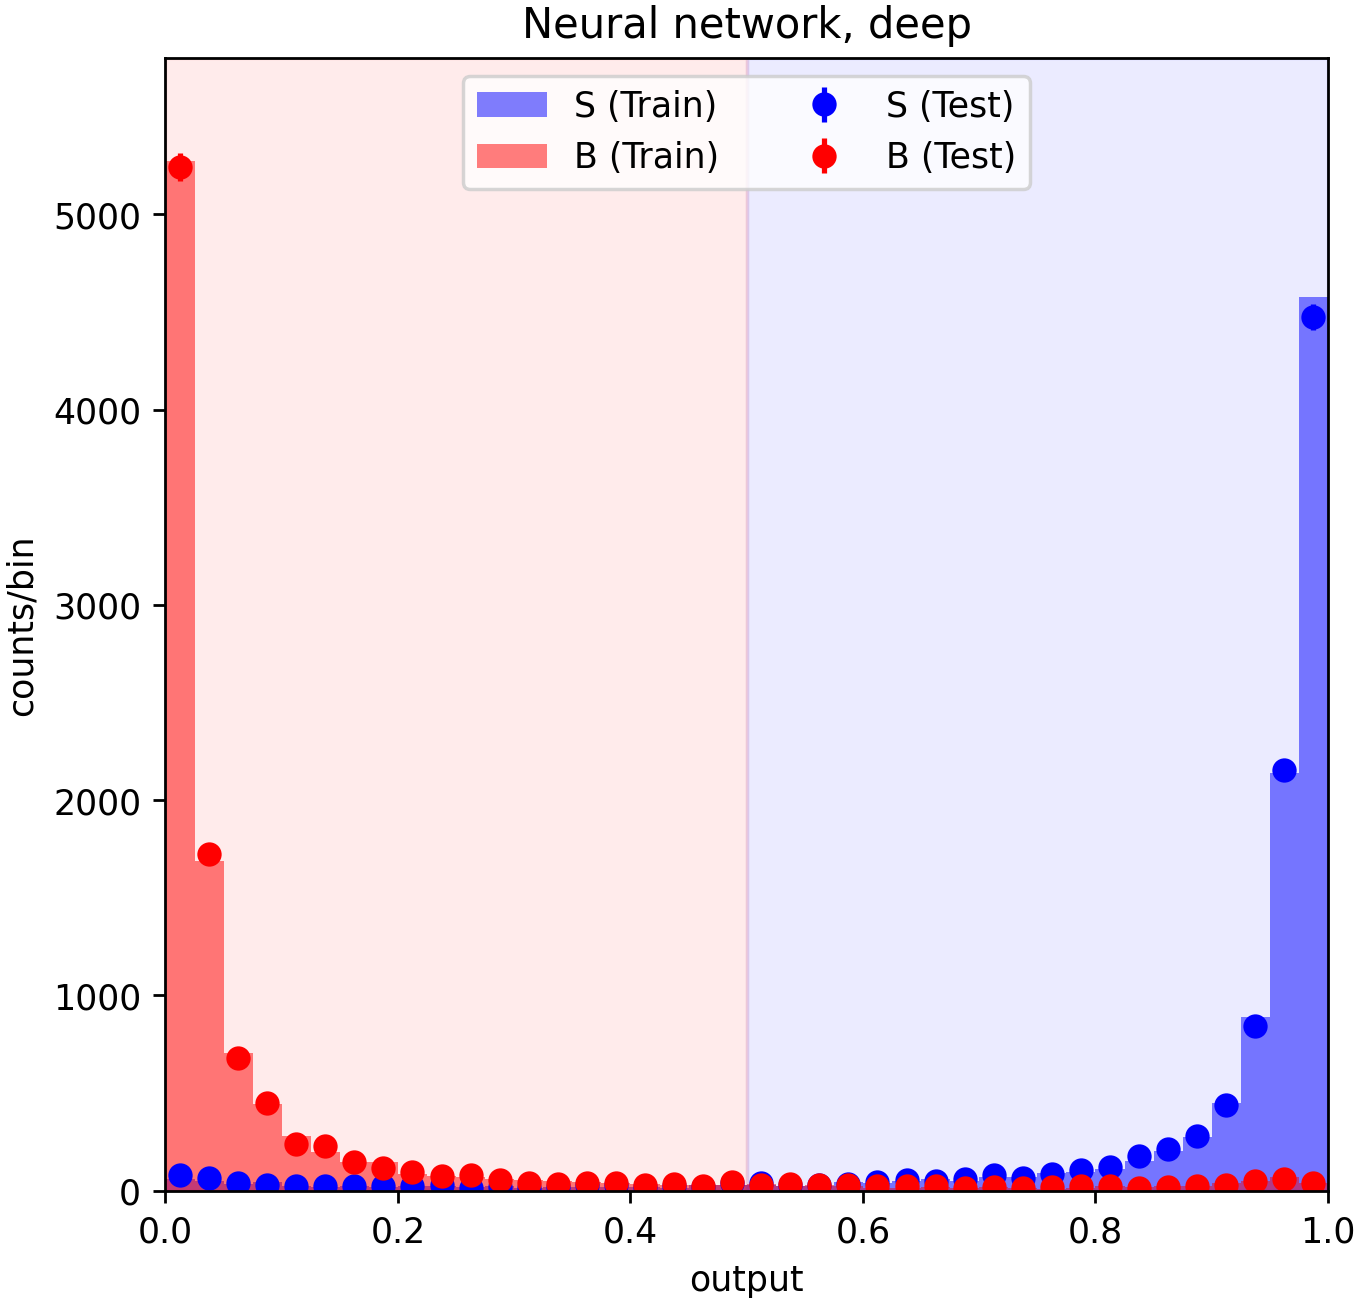 Neural network, deep
S (Train)
S (Test)
B (Train)
B (Test)
5000
4000
3000
2000
1000
0
counts/bin
0.0 0.2 0.4 0.6 0.8 1.0
output